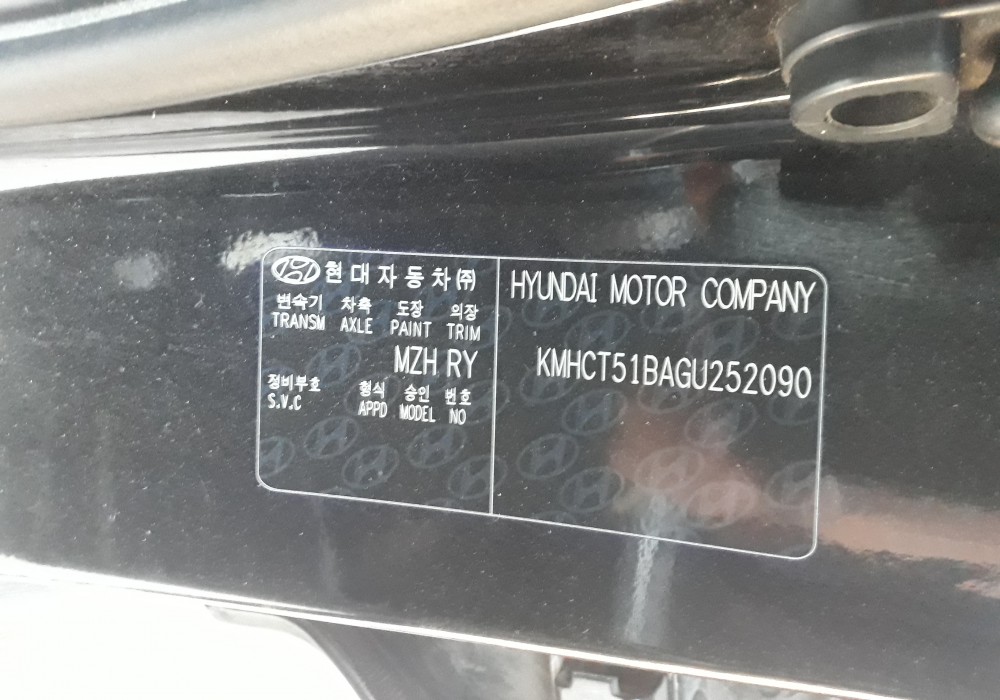 현대자동차㈜
변속기 차축 도장 의장
TRANSM AXLE PAINT TRIM
MZH RY
정비부호 형식 승인 번호
S.V.C APPD MODEL NO
HYUNDAI MOTOR COMPANY
KMHCT51BAGU252090